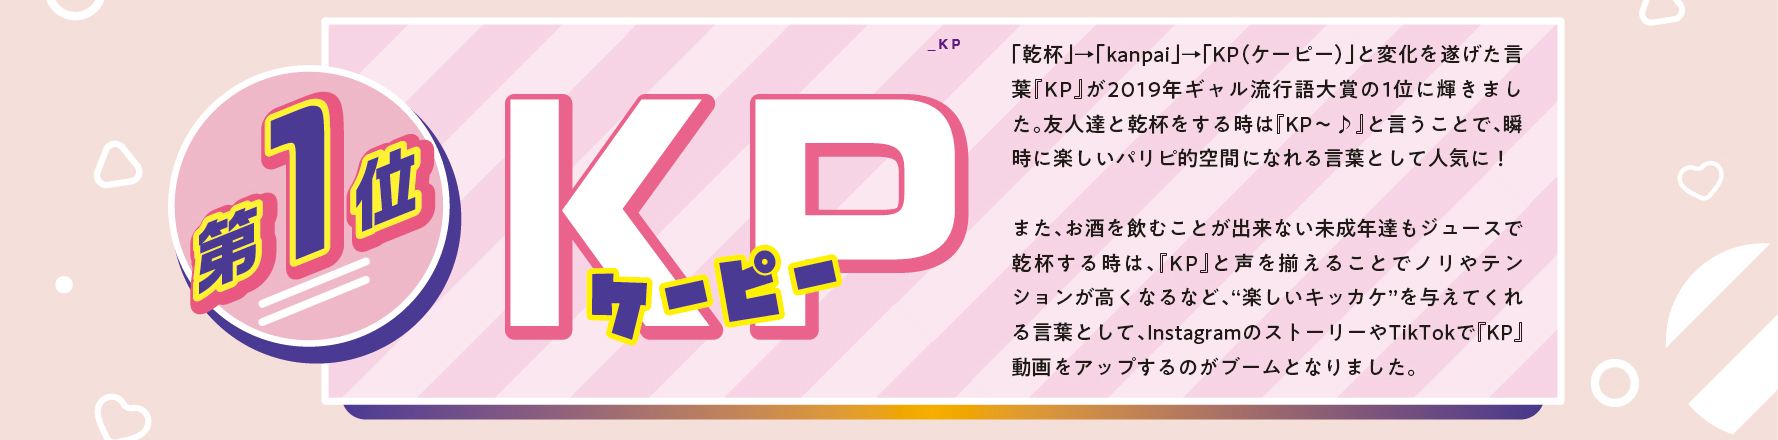 第1位
_KP
KP
ケーピー
「乾杯」→「kanpai」→「KP(ケーピー)」と変化を遂げた言
葉『KP』が2019年ギャル流行語大賞の1位に輝きまし
た。友人達と乾杯をする時は『KP～♪』と言うことで、瞬
時に楽しいパリピ的空間になれる言葉として人気に！
また、お酒を飲むことが出来ない未成年達もジュースで
乾杯する時は、『KP』と声を揃えることでノリやテン
ションが高くなるなど、“楽しいキッカケ”を与えてくれ
る言葉として、InstagramのストーリーやTikTokで『KP』
動画をアップするのがブームとなりました。